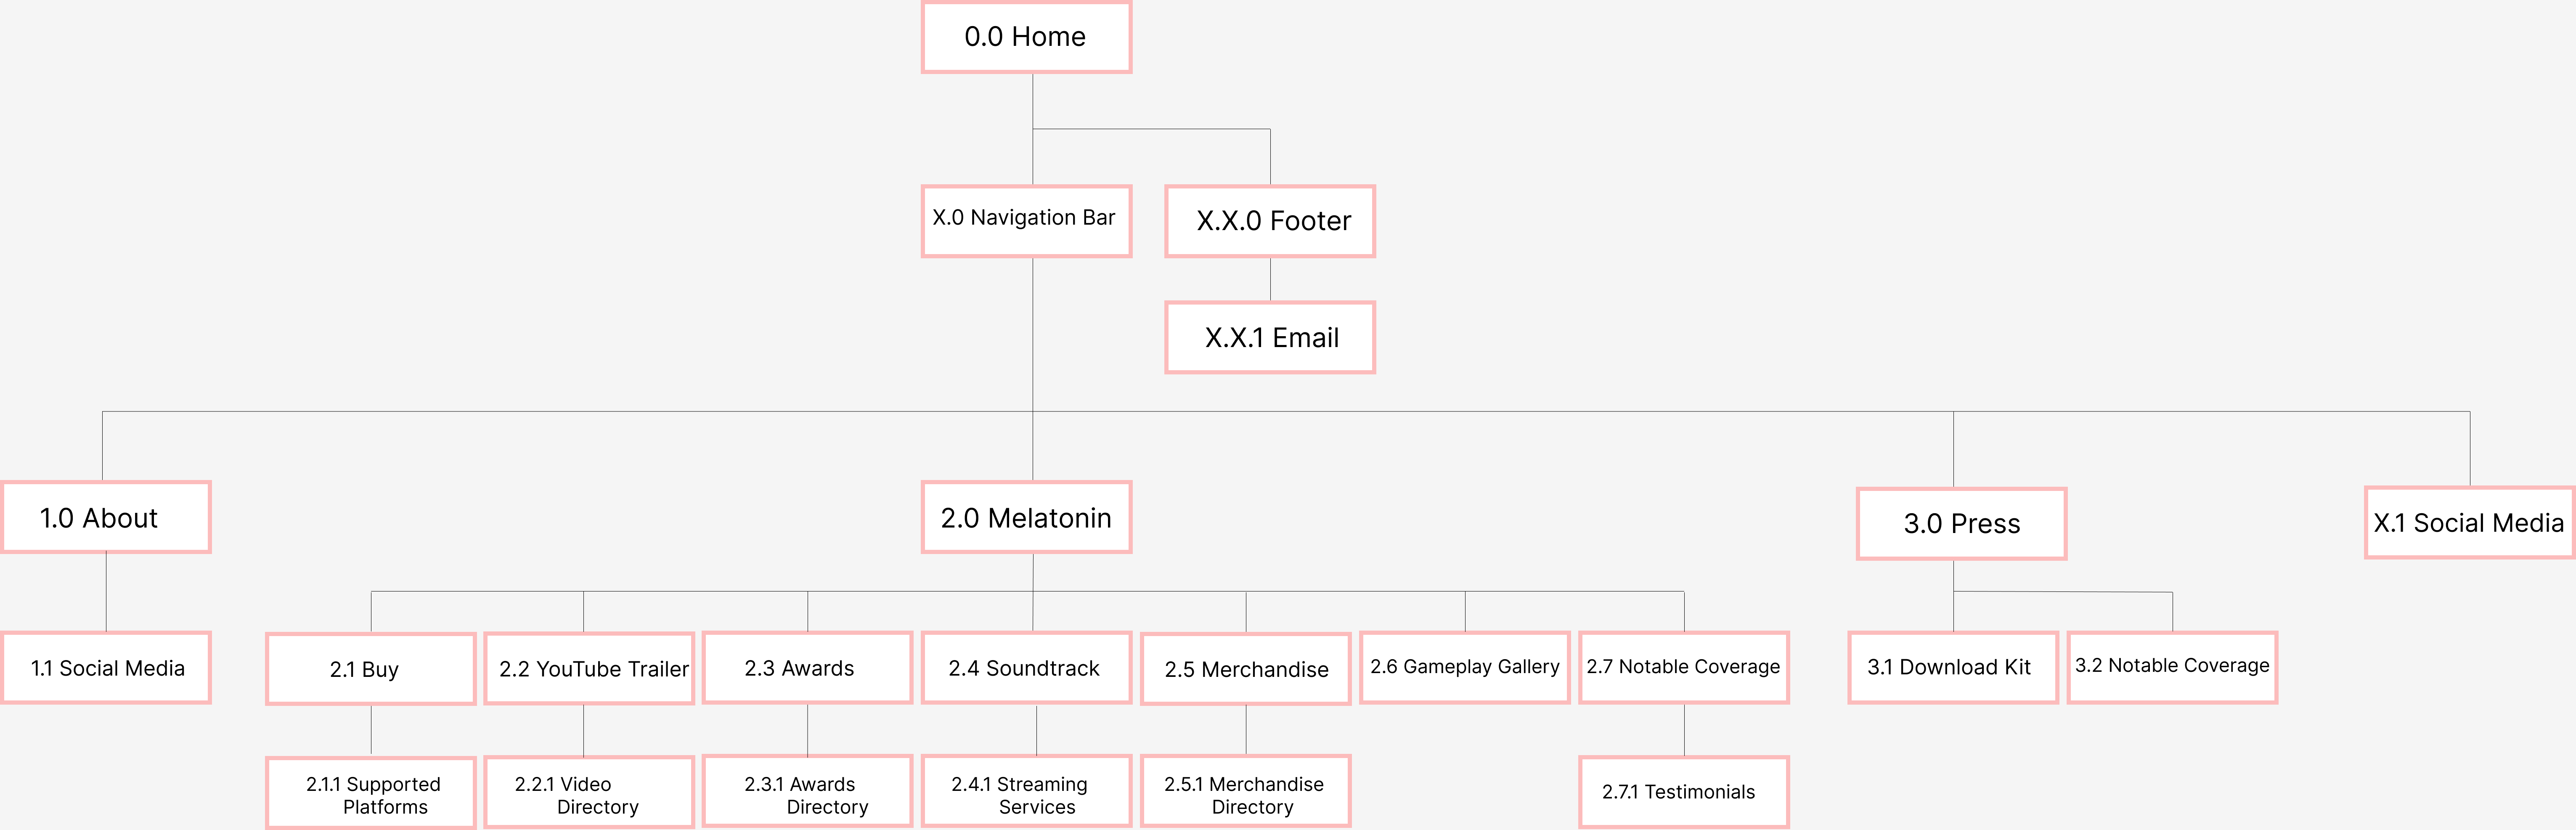 0.0 Home
X.0 Navigation Bar
X.X.0 Footer
X.X.1 Email
1.0 About
2.0 Melatonin
3.0 Press
X.1 Social Media
1.1 Social Media
2.1 Buy
2.2 YouTube Trailer
2.3 Awards
2.4 Soundtrack
2.5 Merchandise
2.6 Gameplay Gallery
2.7 Notable Coverage
3.1 Download Kit
3.2 Notable Coverage
2.1.1 Supported
Platforms
2.2.1 Video
Directory
2.3.1 Awards
Directory
2.4.1 Streaming
Services
2.5.1 Merchandise
Directory
2.7.1 Testimonials